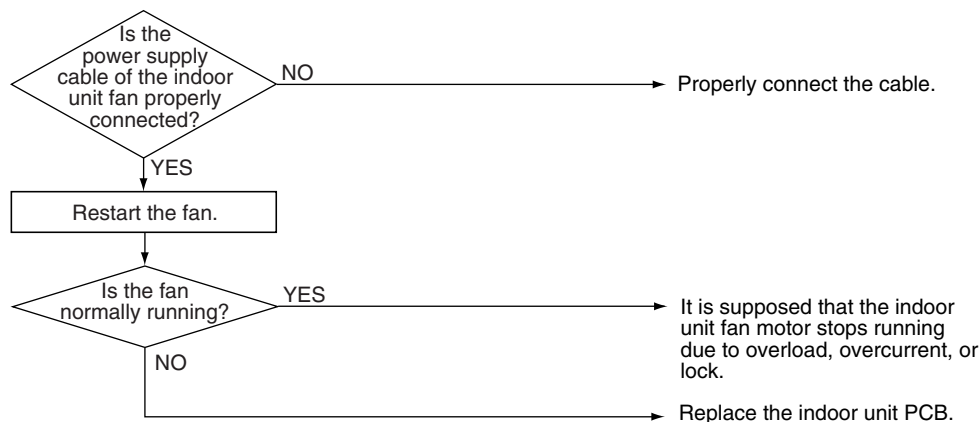 Is the
power supply
cable of the indoor
unit fan properly
connected?
NO
Properly connect the cable.
YES
Restart the fan.
Is the fan
normally running?
YES
It is supposed that the indoor
unit fan motor stops running
due to overload, overcurrent, or
lock.
NO
Replace the indoor unit PCB.